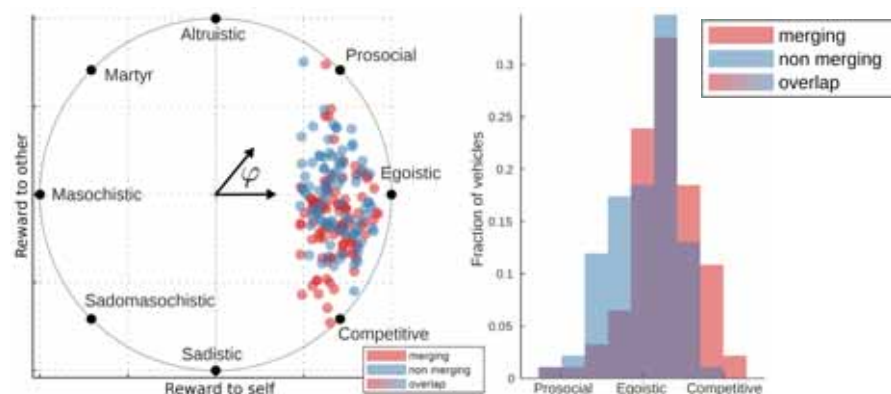 Altruistic
Prosocial
Martyr
Masochistic
φ
Egoistic
Sadomasochistic
Sadistic
Competitive
Reward to other
Reward to self
merging
non merging
overlap
merging
non merging
overlap
Fraction of vehicles
0.3
0.25
0.2
0.15
0.1
0.05
0
Prosocial
Egoistic
Competitive